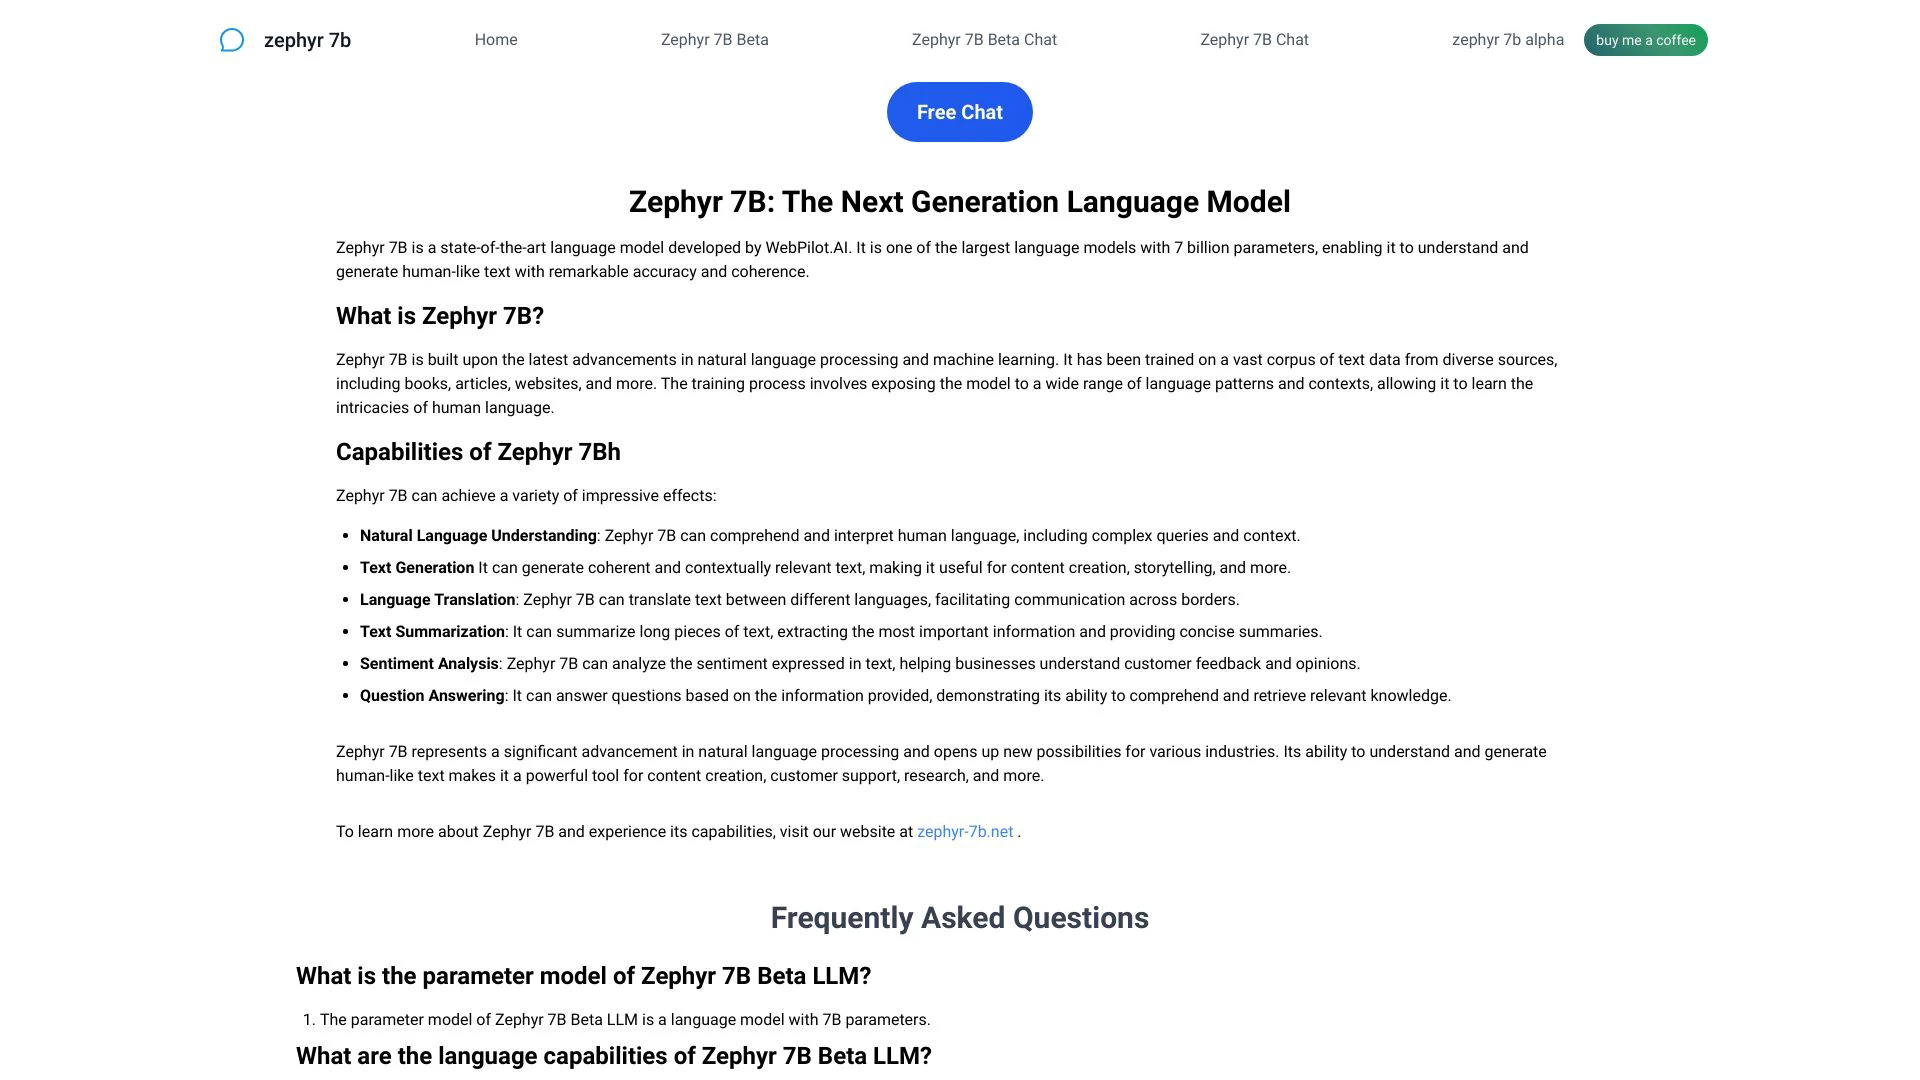 zephyr 7b
Home
Zephyr 7B Beta
Zephyr 7B Beta Chat
Zephyr 7B Chat
zephyr 7b alpha
buy me a coffee
Free Chat
Zephyr 7B: The Next Generation Language Model
Zephyr 7B is a state-of-the-art language model developed by WebPilot.AI. It is one of the largest language models with 7 billion parameters, enabling it to understand and
generate human-like text with remarkable accuracy and coherence.
What is Zephyr 7B?
Zephyr 7B is built upon the latest advancements in natural language processing and machine learning. It has been trained on a vast corpus of text data from diverse sources,
including books, articles, websites, and more. The training process involves exposing the model to a wide range of language patterns and contexts, allowing it to learn the
intricacies of human language.
Capabilities of Zephyr 7Bh
Zephyr 7B can achieve a variety of impressive effects:
• Natural Language Understanding: Zephyr 7B can comprehend and interpret human language, including complex queries and context.
• Text Generation It can generate coherent and contextually relevant text, making it useful for content creation, storytelling, and more.
• Language Translation: Zephyr 7B can translate text between different languages, facilitating communication across borders.
• Text Summarization: It can summarize long pieces of text, extracting the most important information and providing concise summaries.
• Sentiment Analysis: Zephyr 7B can analyze the sentiment expressed in text, helping businesses understand customer feedback and opinions.
• Question Answering: It can answer questions based on the information provided, demonstrating its ability to comprehend and retrieve relevant knowledge.
Zephyr 7B represents a significant advancement in natural language processing and opens up new possibilities for various industries. Its ability to understand and generate
human-like text makes it a powerful tool for content creation, customer support, research, and more.
To learn more about Zephyr 7B and experience its capabilities, visit our website at zephyr-7b.net .
Frequently Asked Questions
What is the parameter model of Zephyr 7B Beta LLM?
1. The parameter model of Zephyr 7B Beta LLM is a language model with 7B parameters.
What are the language capabilities of Zephyr 7B Beta LLM?